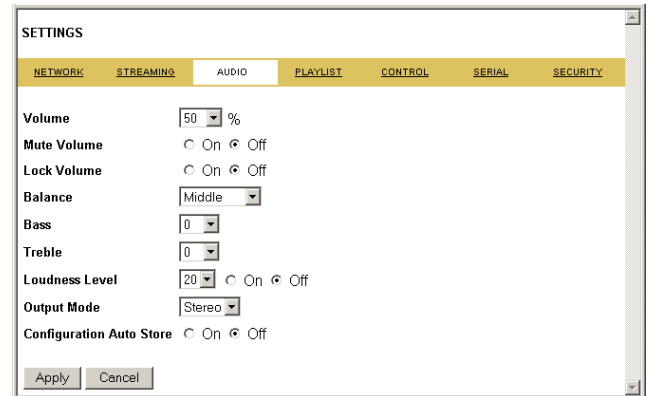 SETTINGS
NETWORK STREAMING AUDIO PLAYLIST CONTROL SERIAL SECURITY
Volume 50 %
Mute Volume On Off
Lock Volume On Off
Balance Middle
Bass 0
Treble 0
Loudness Level 20 On Off
Output Mode Stereo
Configuration Auto Store On Off
Apply Cancel